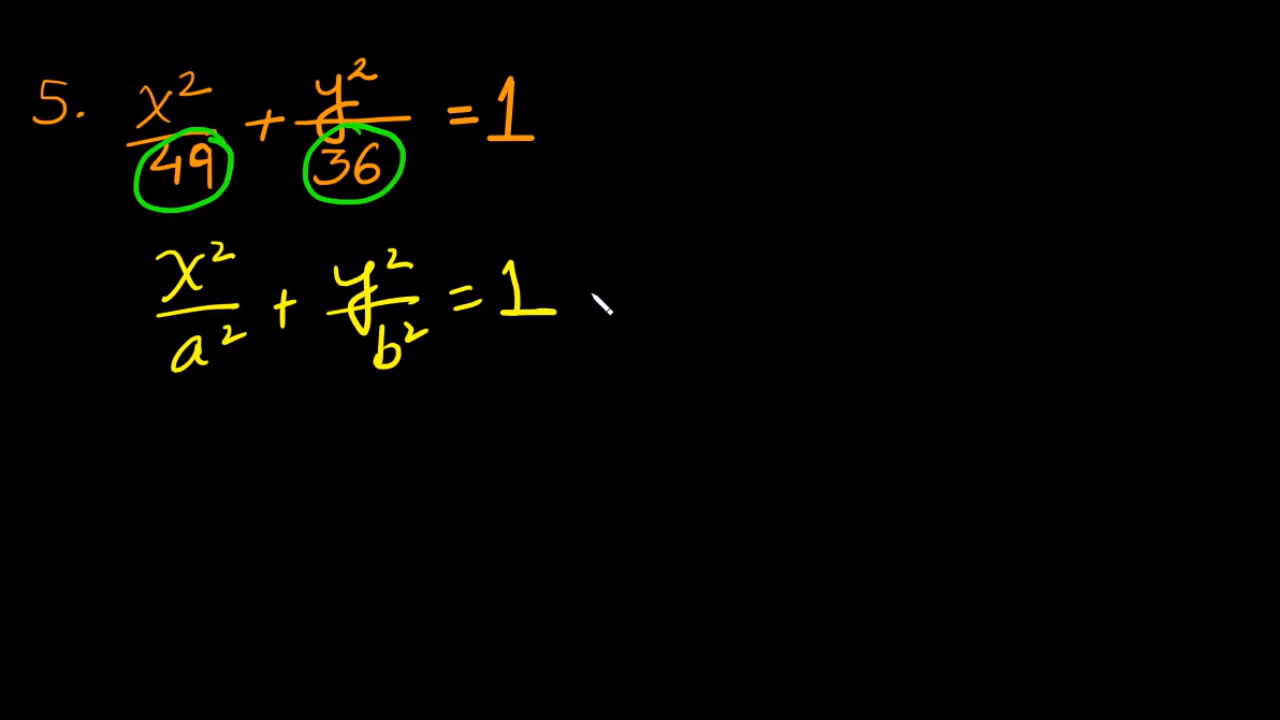 5. x²/49 + y²/36 = 1
x²/a² + y²/b² = 1